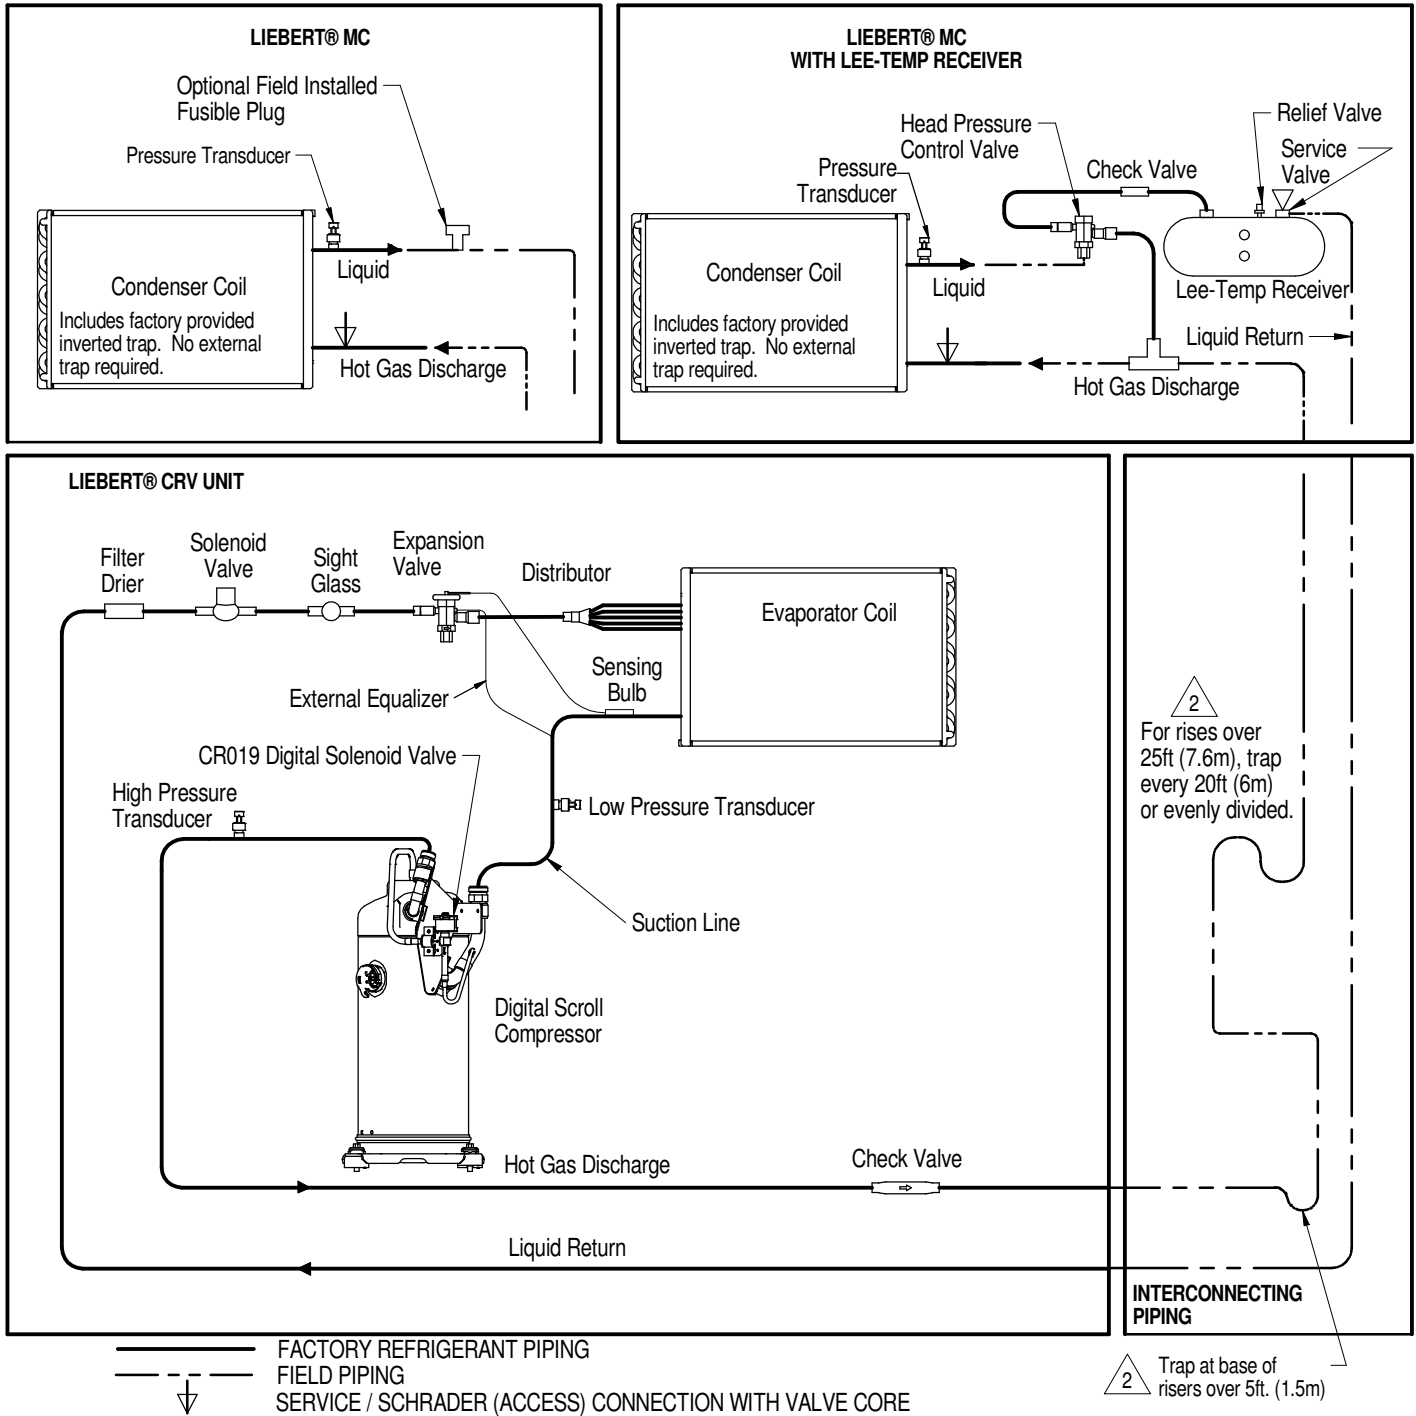 LIEBERT® MC
Optional Field Installed
Fusible Plug
Pressure Transducer
Liquid
Condenser Coil
Includes factory provided
inverted trap. No external
trap required.
Hot Gas Discharge
LIEBERT® MC
WITH LEE-TEMP RECEIVER
Relief Valve
Head Pressure
Control Valve
Service
Valve
Check Valve
Pressure
Transducer
Condenser Coil
Liquid
Lee-Temp Receiver
Includes factory provided
inverted trap. No external
trap required.
Liquid Return
Hot Gas Discharge
LIEBERT® CRV UNIT
Filter
Drier
Solenoid
Valve
Sight
Glass
Expansion
Valve
Distributor
Evaporator Coil
Sensing
Bulb
External Equalizer
CR019 Digital Solenoid Valve
High Pressure
Transducer
Low Pressure Transducer
Suction Line
Digital Scroll
Compressor
Hot Gas Discharge
Check Valve
Liquid Return
2
For rises over
25ft (7.6m), trap
every 20ft (6m)
or evenly divided.
INTERCONNECTING
PIPING
2
Trap at base of
risers over 5ft. (1.5m)
FACTORY REFRIGERANT PIPING
FIELD PIPING
SERVICE / SCHRADER (ACCESS) CONNECTION WITH VALVE CORE